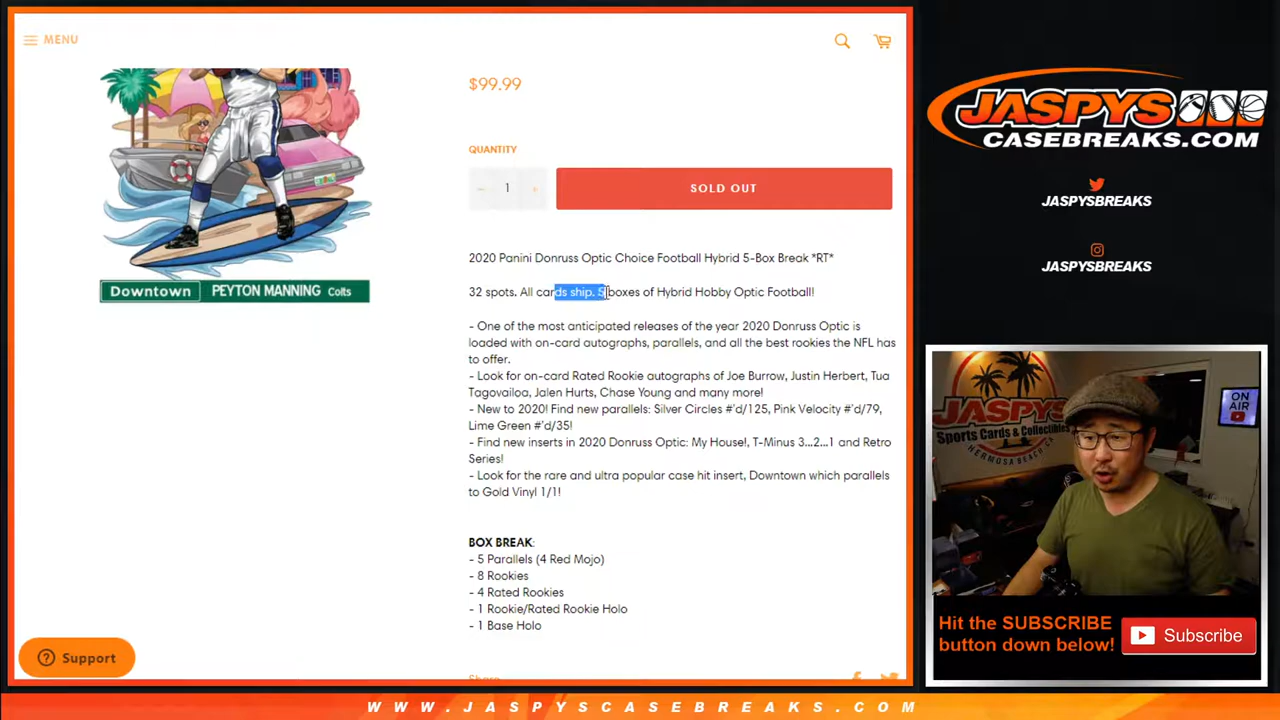 MENU
$99.99
QUANTITY
− 1 +
SOLD OUT
2020 Panini Donruss Optic Choice Football Hybrid 5-Box Break *RT*
32 spots. All cards ship. 5 boxes of Hybrid Hobby Optic Football!
- One of the most anticipated releases of the year 2020 Donruss Optic is
loaded with on-card autographs, parallels, and all the best rookies the NFL has
to offer.
- Look for on-card Rated Rookie autographs of Joe Burrow, Justin Herbert, Tua
Tagovailoa, Jalen Hurts, Chase Young and many more!
- New to 2020! Find new parallels: Silver Circles #'d/125, Pink Velocity #'d/79,
Lime Green #'d/35!
- Find new inserts in 2020 Donruss Optic: My House!, T-Minus 3...2...1 and Retro
Series!
- Look for the rare and ultra popular case hit insert, Downtown which parallels
to Gold Vinyl 1/1!
BOX BREAK:
- 5 Parallels (4 Red Mojo)
- 8 Rookies
- 4 Rated Rookies
- 1 Rookie/Rated Rookie Holo
- 1 Base Holo
Share
Downtown PEYTON MANNING Colts
Support
JASPYS
CASEBREAKS.COM
JASPYSBREAKS
JASPYSBREAKS
JASPYS
Sports Cards & Collectibles
HERMOSA BEACH
ON
AIR
Hit the SUBSCRIBE
button down below!
Subscribe
WWW.JASPYSCASEBREAKS.COM